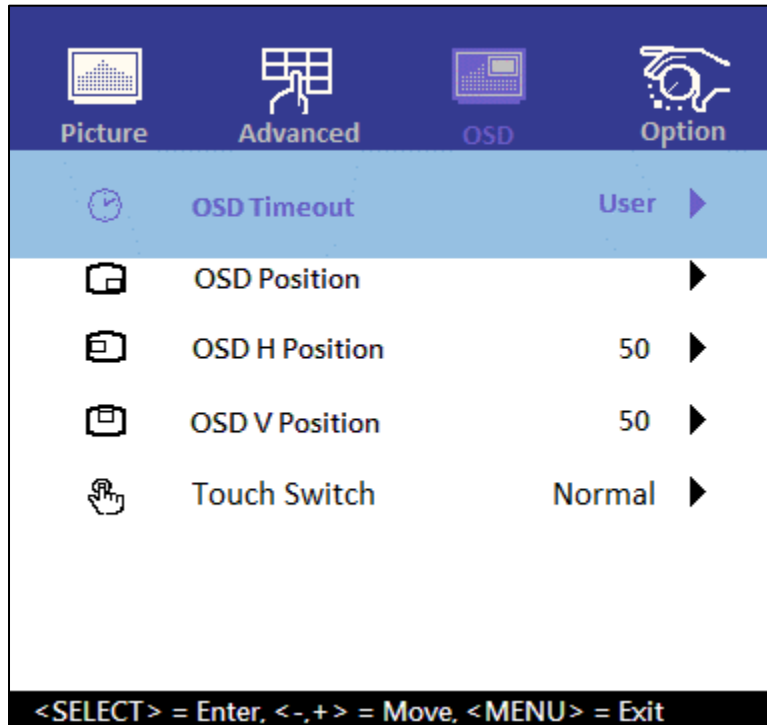 Picture Advanced OSD Option
OSD Timeout User
OSD Position
OSD H Position 50
OSD V Position 50
Touch Switch Normal
<SELECT> = Enter, <-,+> = Move, <MENU> = Exit